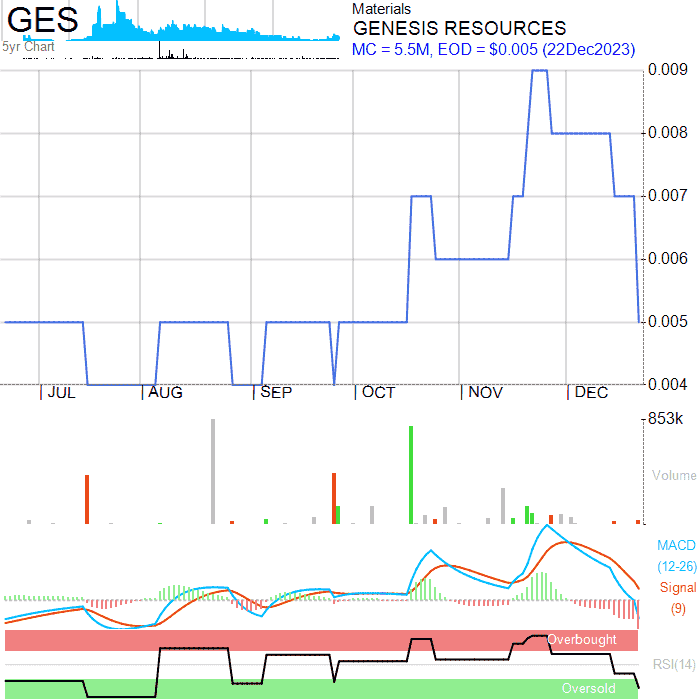 GES
5yr Chart
Materials
GENESIS RESOURCES
MC = 5.5M, EOD = $0.005 (22Dec2023)
0.009
0.008
0.007
0.006
0.005
0.004
JUL AUG SEP OCT NOV DEC
853k
Volume
MACD
(12-26)
Signal
(9)
Overbought
RSI(14)
Oversold